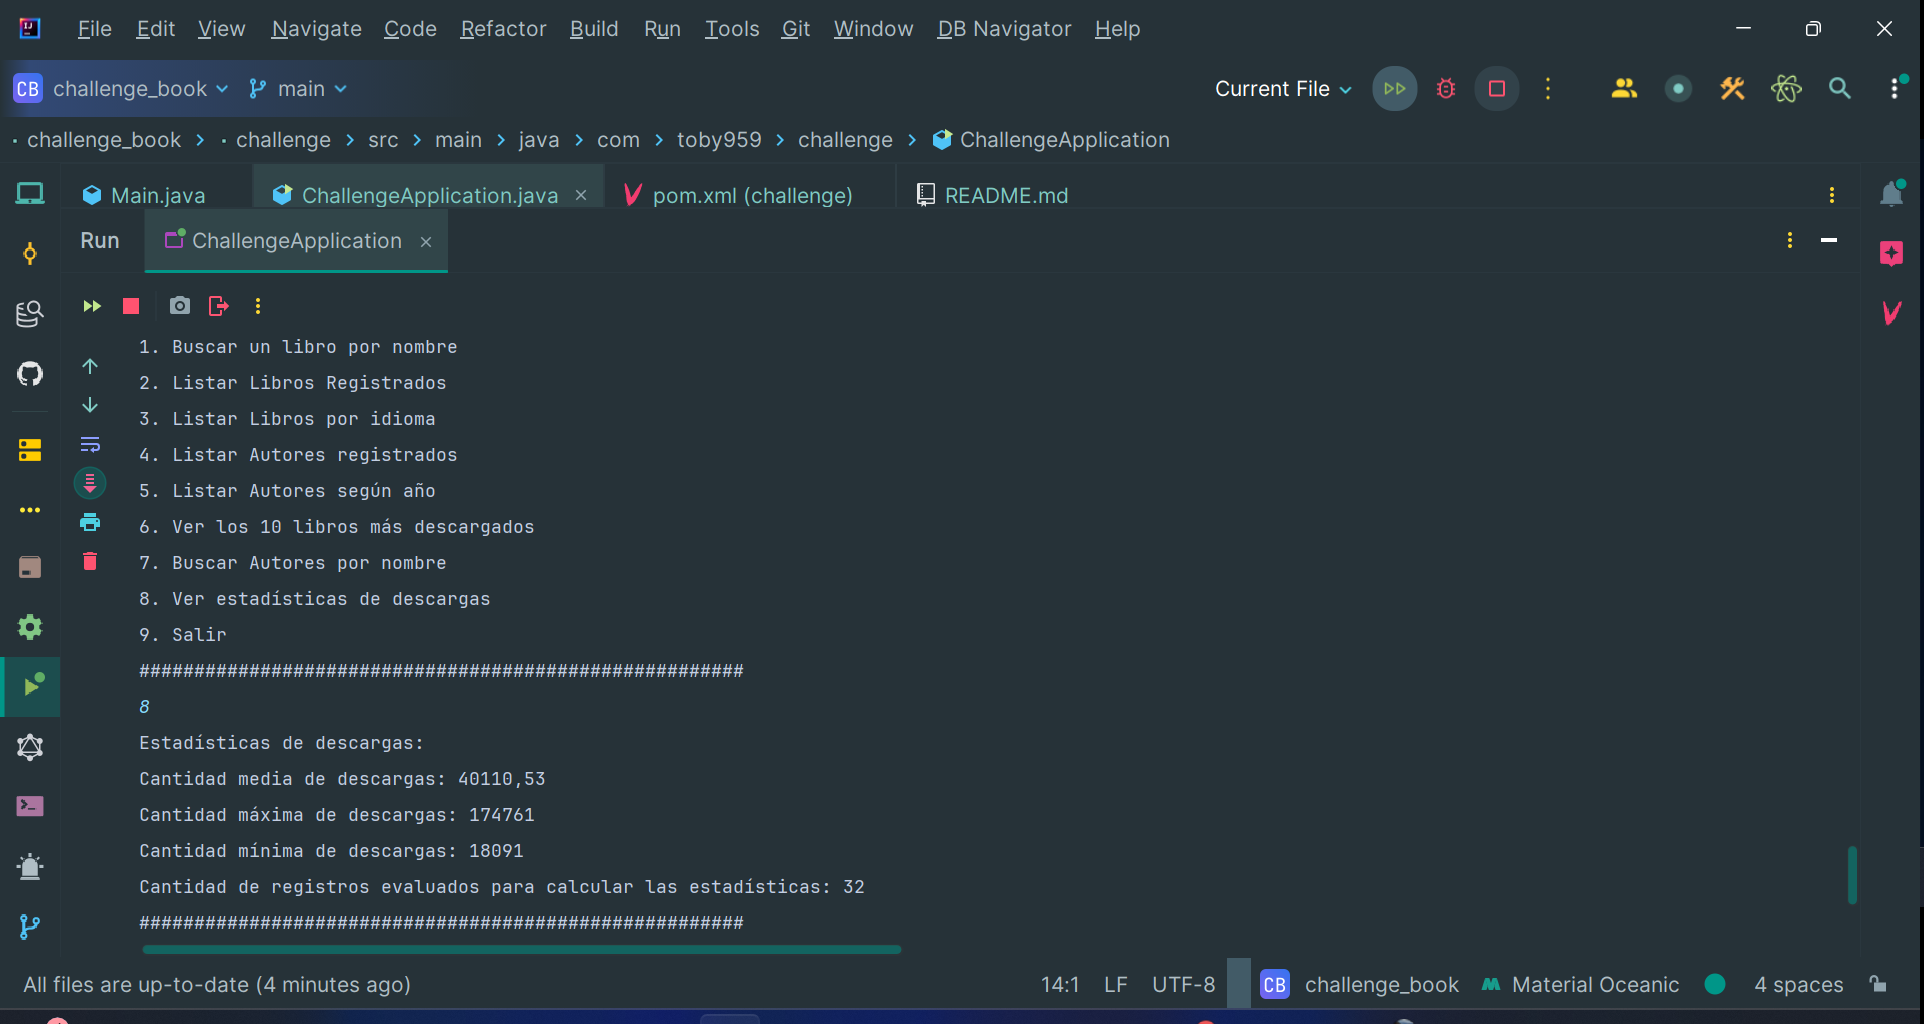 File Edit View Navigate Code Refactor Build Run Tools Git Window DB Navigator Help
CB challenge_book main Current File
challenge_book challenge src main java com toby959 challenge ChallengeApplication
Main.java ChallengeApplication.java pom.xml (challenge) README.md
Run ChallengeApplication
1. Buscar un libro por nombre
2. Listar Libros Registrados
3. Listar Libros por idioma
4. Listar Autores registrados
5. Listar Autores según año
6. Ver los 10 libros más descargados
7. Buscar Autores por nombre
8. Ver estadísticas de descargas
9. Salir
#######################################################
8
Estadísticas de descargas:
Cantidad media de descargas: 40110,53
Cantidad máxima de descargas: 174761
Cantidad mínima de descargas: 18091
Cantidad de registros evaluados para calcular las estadísticas: 32
#######################################################
All files are up-to-date (4 minutes ago) 14:1 LF UTF-8 CB challenge_book Material Oceanic 4 spaces